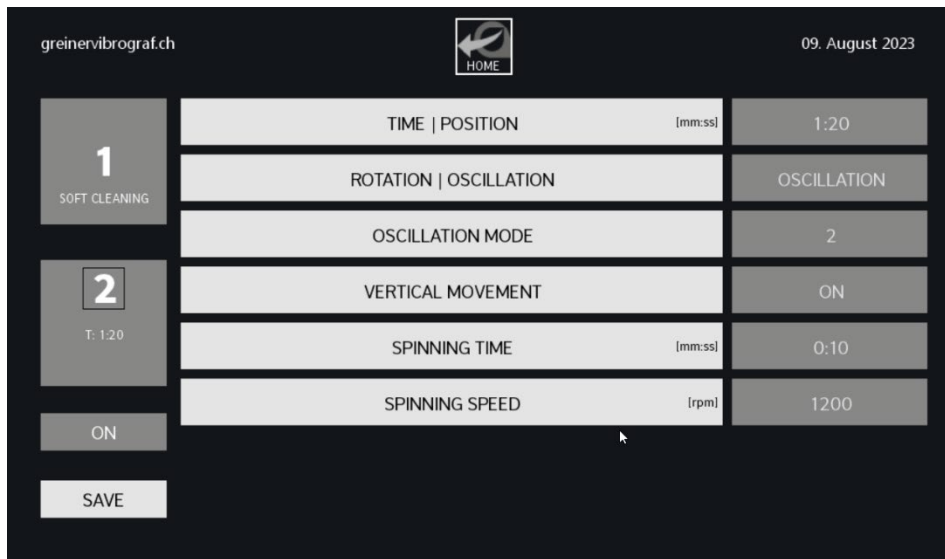 greinervibrograf.ch
HOME
09. August 2023
1
SOFT CLEANING
2
T: 1:20
ON
SAVE
TIME | POSITION [mm:ss] 1:20
ROTATION | OSCILLATION OSCILLATION
OSCILLATION MODE 2
VERTICAL MOVEMENT ON
SPINNING TIME [mm:ss] 0:10
SPINNING SPEED [rpm] 1200